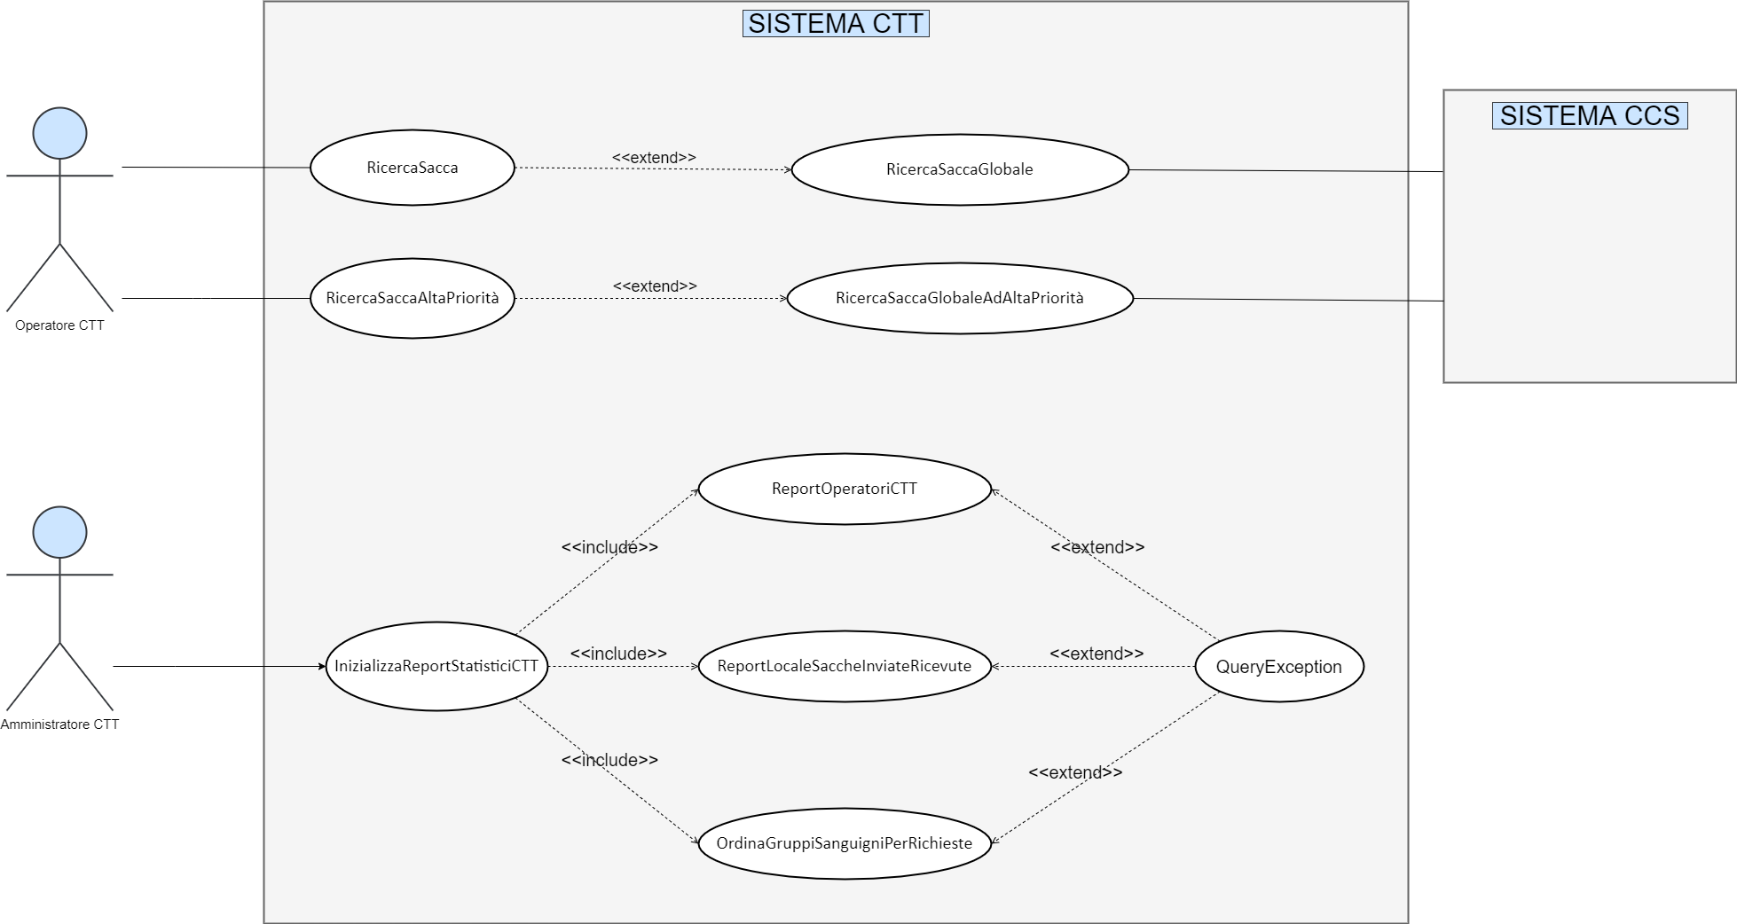 SISTEMA CTT
SISTEMA CCS
RicercaSacca
<<extend>>
RicercaSaccaGlobale
RicercaSaccaAltaPriorità
<<extend>>
RicercaSaccaGlobaleAdAltaPriorità
Operatore CTT
ReportOperatoriCTT
<<include>>
<<extend>>
InizializzaReportStatisticiCTT
<<include>>
ReportLocaleSaccheInviateRicevute
<<extend>>
QueryException
Amministratore CTT
<<include>>
<<extend>>
OrdinaGruppiSanguigniPerRichieste